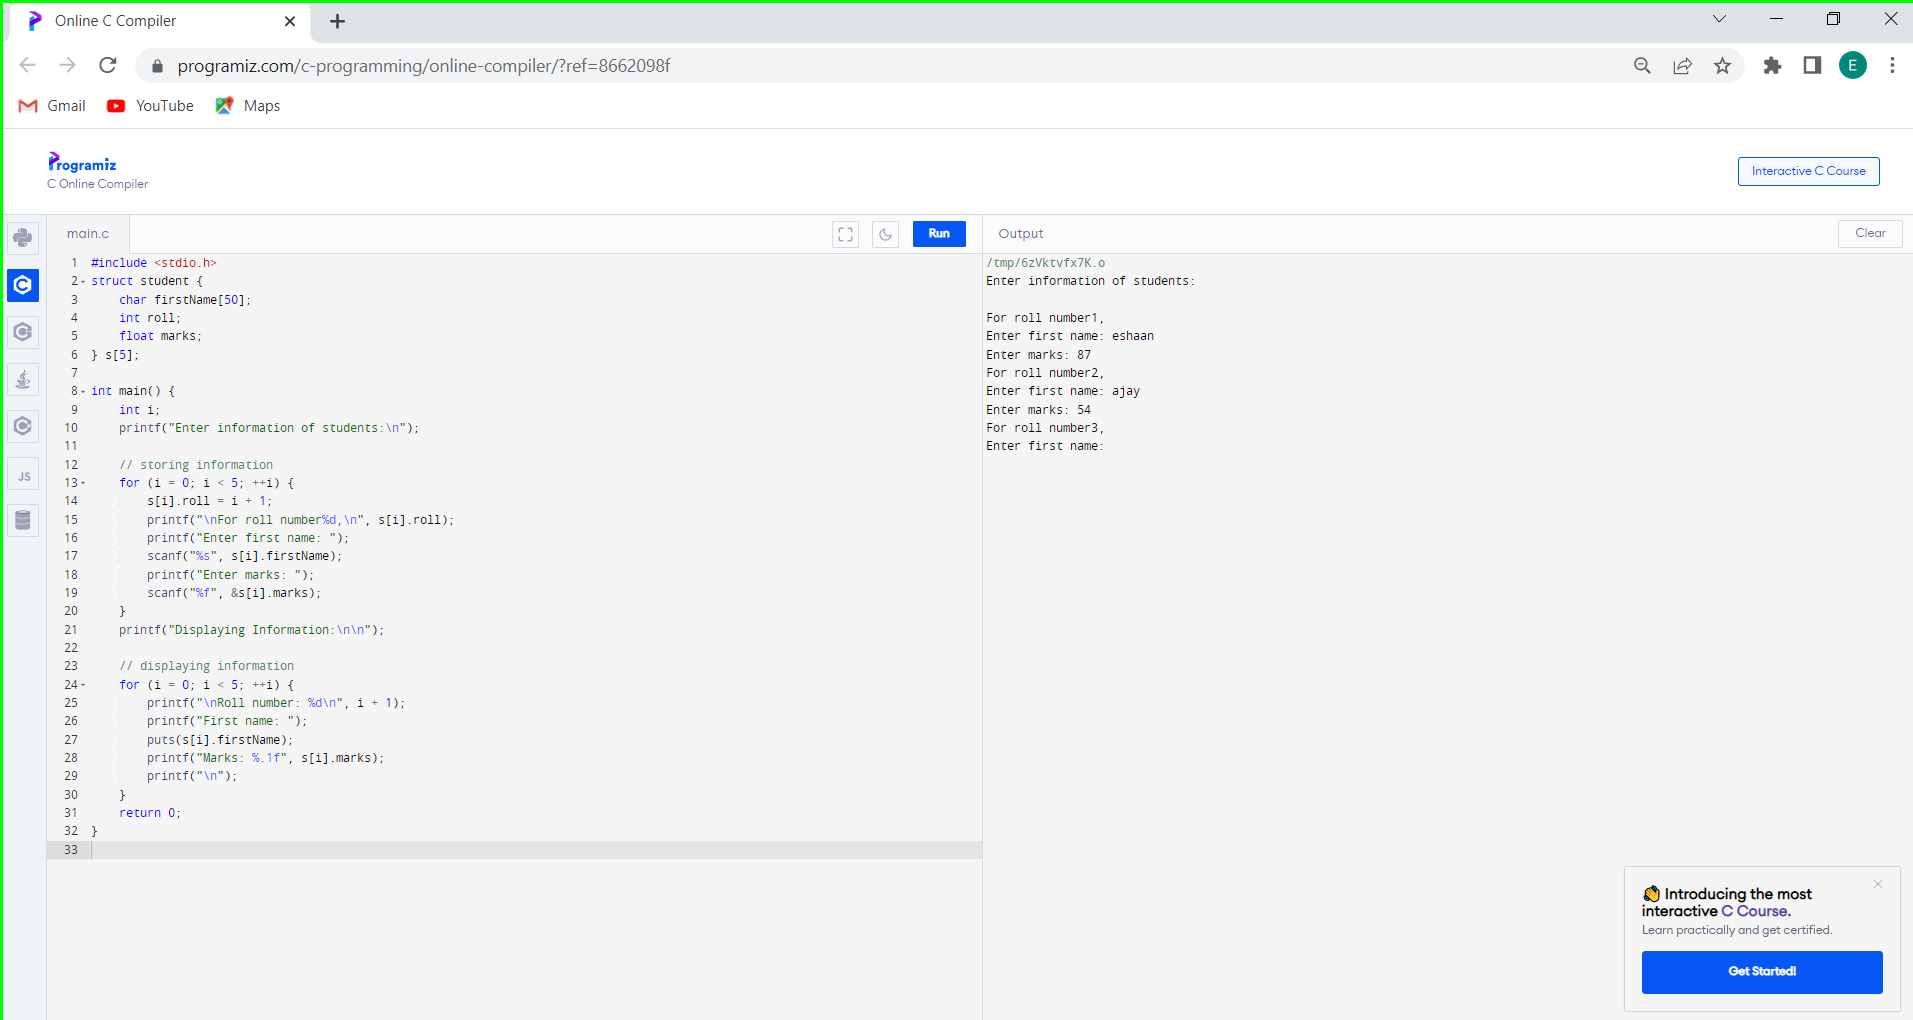 Online C Compiler
programiz.com/c-programming/online-compiler/?ref=8662098f
E
Gmail YouTube Maps
Programiz
C Online Compiler
Interactive C Course
main.c
Run
Output
Clear
JS
1 #include <stdio.h>
2 struct student {
3     char firstName[50];
4     int roll;
5     float marks;
6 } s[5];
7
8 int main() {
9     int i;
10     printf("Enter information of students:\n");
11
12     // storing information
13     for (i = 0; i < 5; ++i) {
14         s[i].roll = i + 1;
15         printf("\nFor roll number%d,\n", s[i].roll);
16         printf("Enter first name: ");
17         scanf("%s", s[i].firstName);
18         printf("Enter marks: ");
19         scanf("%f", &s[i].marks);
20     }
21     printf("Displaying Information:\n\n");
22
23     // displaying information
24     for (i = 0; i < 5; ++i) {
25         printf("\nRoll number: %d\n", i + 1);
26         printf("First name: ");
27         puts(s[i].firstName);
28         printf("Marks: %.1f", s[i].marks);
29         printf("\n");
30     }
31     return 0;
32 }
33
/tmp/6zVktvfx7K.o
Enter information of students:
For roll number1,
Enter first name: eshaan
Enter marks: 87
For roll number2,
Enter first name: ajay
Enter marks: 54
For roll number3,
Enter first name:
Introducing the most
interactive C Course.
Learn practically and get certified.
Get Started!